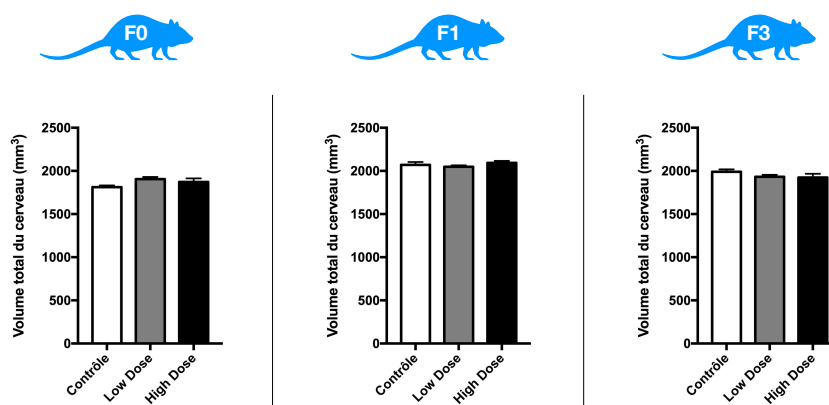 F0
F1
F3
Volume total du cerveau (mm³)
2500
2000
1500
1000
500
0
Contrôle
Low Dose
High Dose
Volume total du cerveau (mm³)
2500
2000
1500
1000
500
0
Contrôle
Low Dose
High Dose
Volume total du cerveau (mm³)
2500
2000
1500
1000
500
0
Contrôle
Low Dose
High Dose